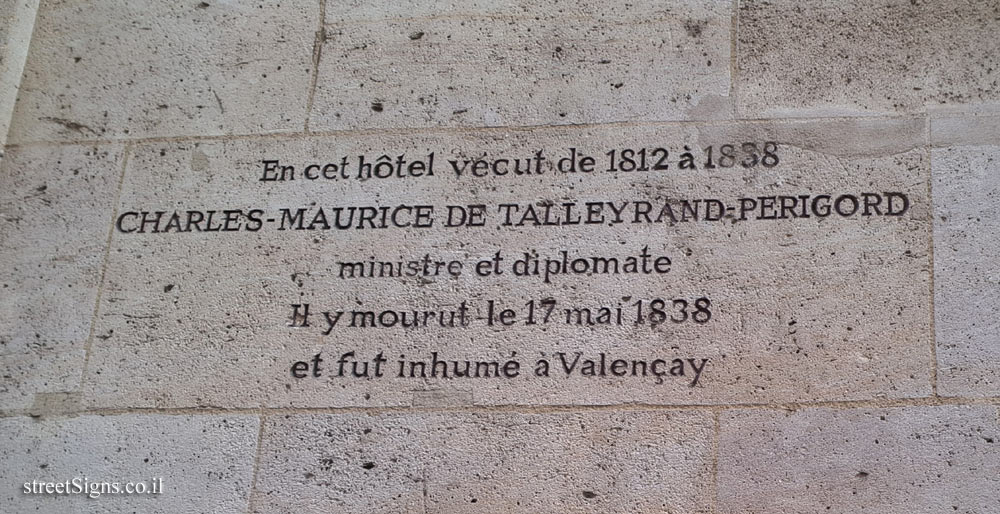 En cet hôtel vécut de 1812 à 1838
CHARLES-MAURICE DE TALLEYRAND-PERIGORD
ministre et diplomate
Il y mourut le 17 mai 1838
et fut inhumé à Valençay
streetSigns.co.il